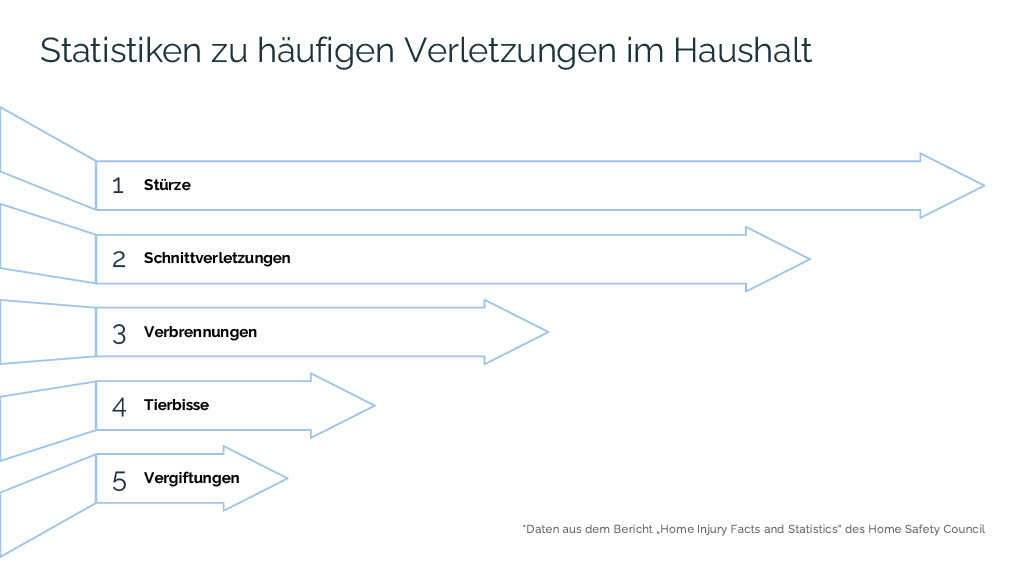 Statistiken zu häufigen Verletzungen im Haushalt
1 Stürze
2 Schnittverletzungen
3 Verbrennungen
4 Tierbisse
5 Vergiftungen
*Daten aus dem Bericht „Home Injury Facts and Statistics“ des Home Safety Council